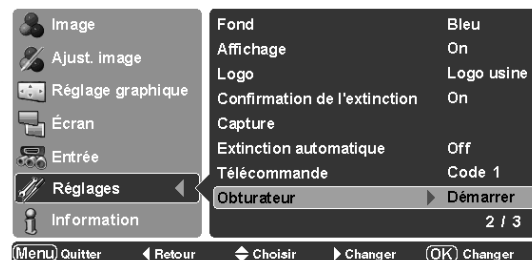 Image
Ajust. image
Réglage graphique
Écran
Entrée
Réglages
Information
Fond Bleu
Affichage On
Logo Logo usine
Confirmation de l'extinction On
Capture
Extinction automatique Off
Télécommande Code 1
Obturateur Démarrer
2 / 3
Menu Quitter Retour Choisir Changer OK Changer